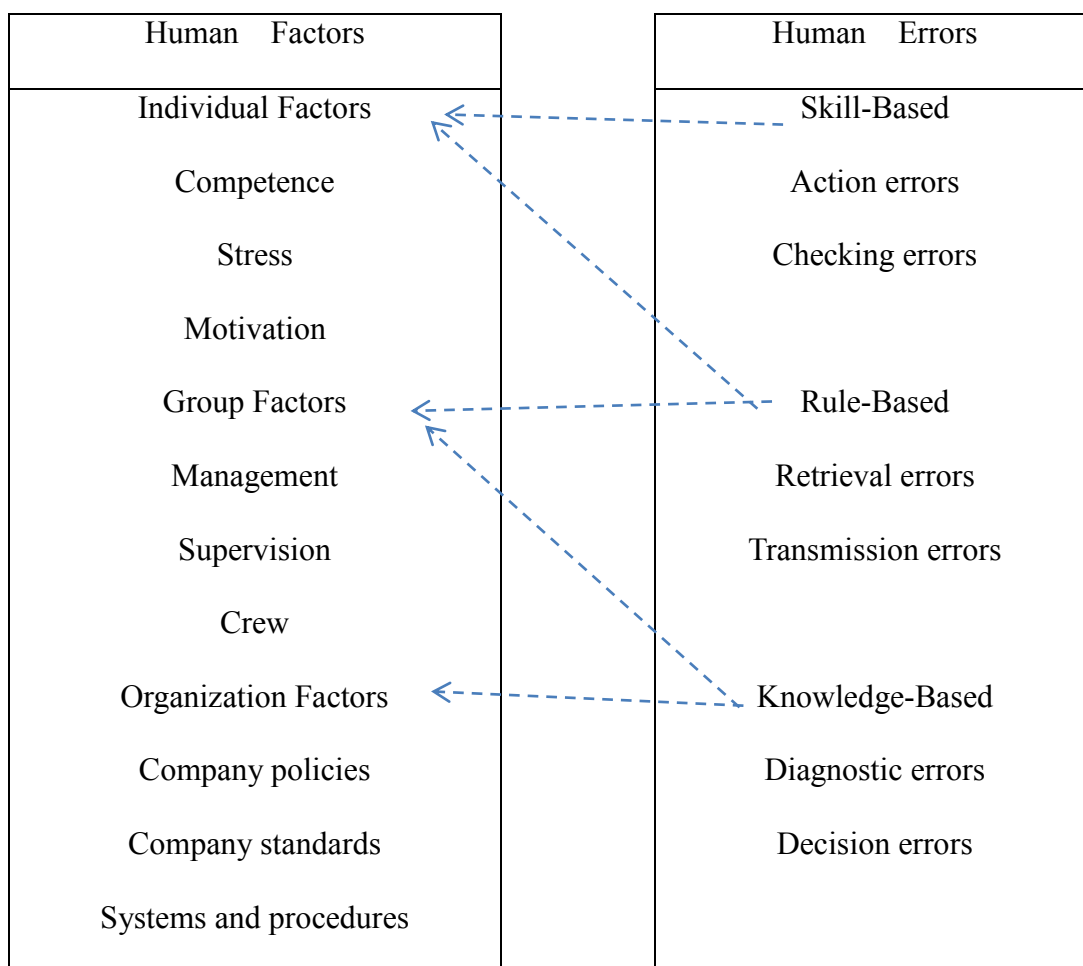 Human Factors
Individual Factors
Competence
Stress
Motivation
Group Factors
Management
Supervision
Crew
Organization Factors
Company policies
Company standards
Systems and procedures
Human Errors
Skill-Based
Action errors
Checking errors
Rule-Based
Retrieval errors
Transmission errors
Knowledge-Based
Diagnostic errors
Decision errors